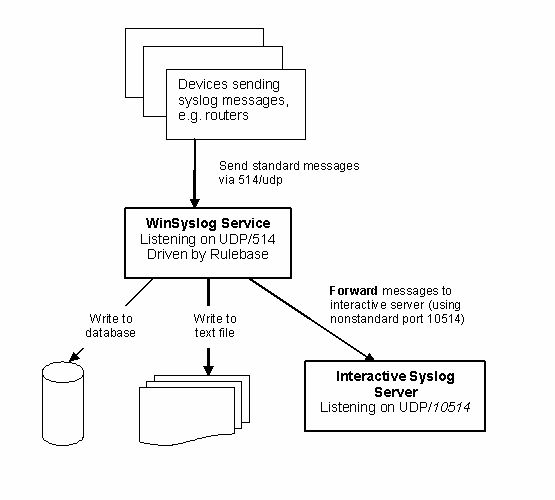 Devices sending
syslog messages,
e.g. routers
Send standard messages
via 514/udp
WinSyslog Service
Listening on UDP/514
Driven by Rulebase
Write to
database
Write to
text file
Forward messages to
interactive server (using
nonstandard port 10514)
Interactive Syslog
Server
Listening on UDP/10514